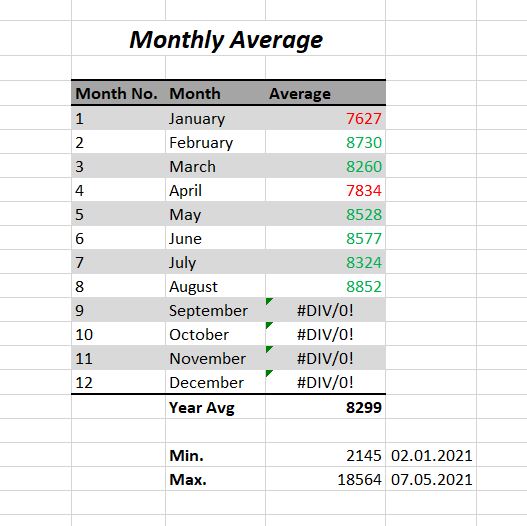 Monthly Average
Month No. Month Average
1 January 7627
2 February 8730
3 March 8260
4 April 7834
5 May 8528
6 June 8577
7 July 8324
8 August 8852
9 September #DIV/0!
10 October #DIV/0!
11 November #DIV/0!
12 December #DIV/0!
Year Avg 8299
Min. 2145 02.01.2021
Max. 18564 07.05.2021